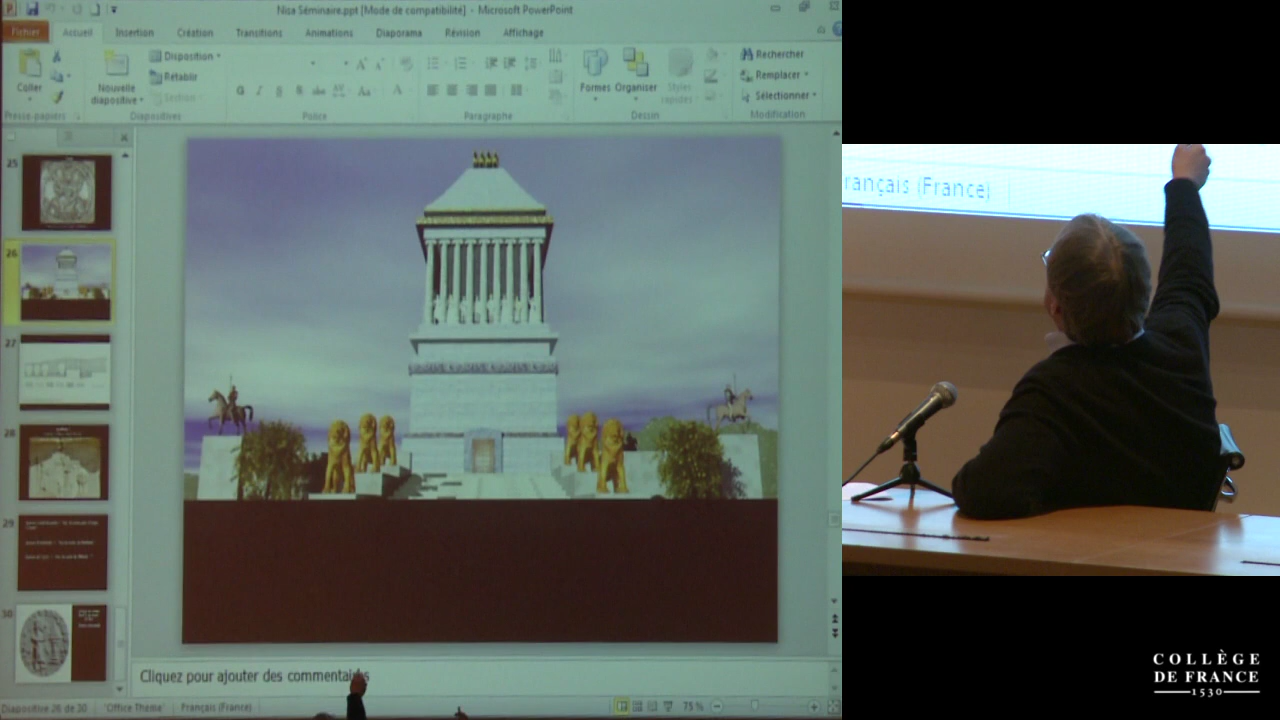 Nisa Séminaire.ppt [Mode de compatibilité] - Microsoft PowerPoint
Fichier Accueil Insertion Création Transitions Animations Diaporama Révision Affichage
Coller
Nouvelle diapositive
Disposition
Rétablir
Section
Formes
Organiser
Styles rapides
Rechercher
Remplacer
Sélectionner
Presse-papiers Diapositives Police Paragraphe Dessin Modification
25
26
27
28
29
30
Cliquez pour ajouter des commentaires
Diapositive 26 de 30 "Office Theme" Français (France) 75 %
rançais (France)
COLLÈGE
DE FRANCE
1530